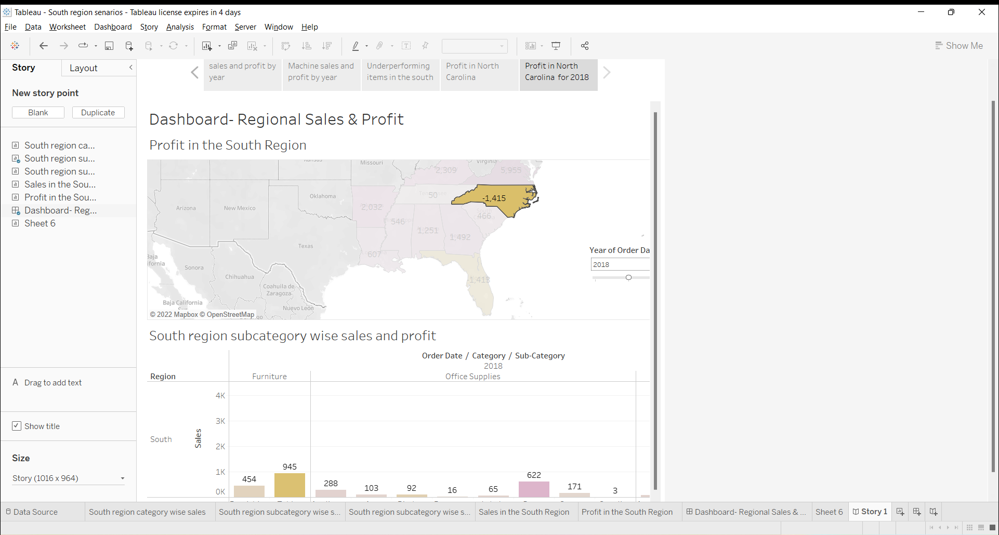 Tableau - South region senarios - Tableau license expires in 4 days
File Data Worksheet Dashboard Story Analysis Format Server Window Help
Show Me
Story
Layout
New story point
Blank
Duplicate
South region ca...
South region su...
South region su...
Sales in the Sou...
Profit in the Sou...
Dashboard- Reg...
Sheet 6
A Drag to add text
Show title
Size
Story (1016 x 964)
sales and profit by
year
Machine sales and
profit by year
Underperforming
items in the south
Profit in North
Carolina
Profit in North
Carolina for 2018
Dashboard- Regional Sales & Profit
Profit in the South Region
Kansas
Missouri
Virginia
2,309
5,955
Oklahoma
Tennessee
50
-1,415
Arizona
New Mexico
2,032
South
466
546
1,251
1,492
Texas
607
Year of Order Da
2018
Baja
ifornia
Sonora
Chihuahua
-1,413
Coahuila de
Zaragoza
Baja California
Nuevo León
© 2022 Mapbox © OpenStreetMap
South region subcategory wise sales and profit
Order Date / Category / Sub-Category
2018
Region
Furniture
Office Supplies
4K
3K
South
Sales
2K
1K
0K
454
945
288
103
92
16
65
622
171
3
Data Source
South region category wise sales
South region subcategory wise s...
South region subcategory wise s...
Sales in the South Region
Profit in the South Region
Dashboard- Regional Sales & ...
Sheet 6
Story 1